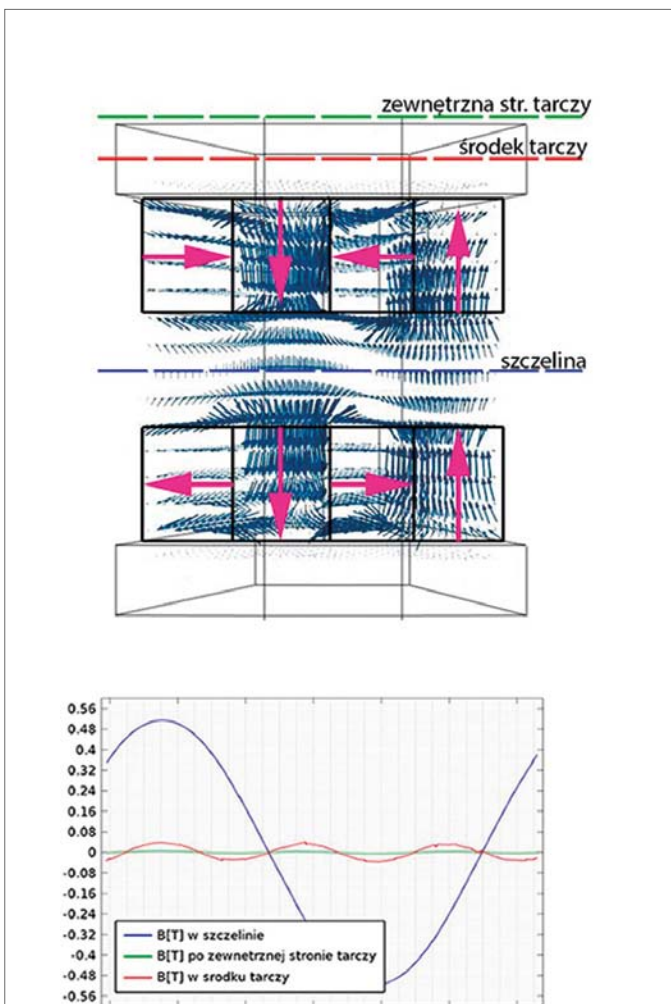 zewnętrzna str. tarczy
środek tarczy
szczelina
0.56
0.48
0.4
0.32
0.24
0.16
0.08
0
-0.08
-0.16
-0.24
-0.32
-0.4
-0.48
-0.56
B[T] w szczelinie
B[T] po zewnetrznej stronie tarczy
B[T] w srodku tarczy